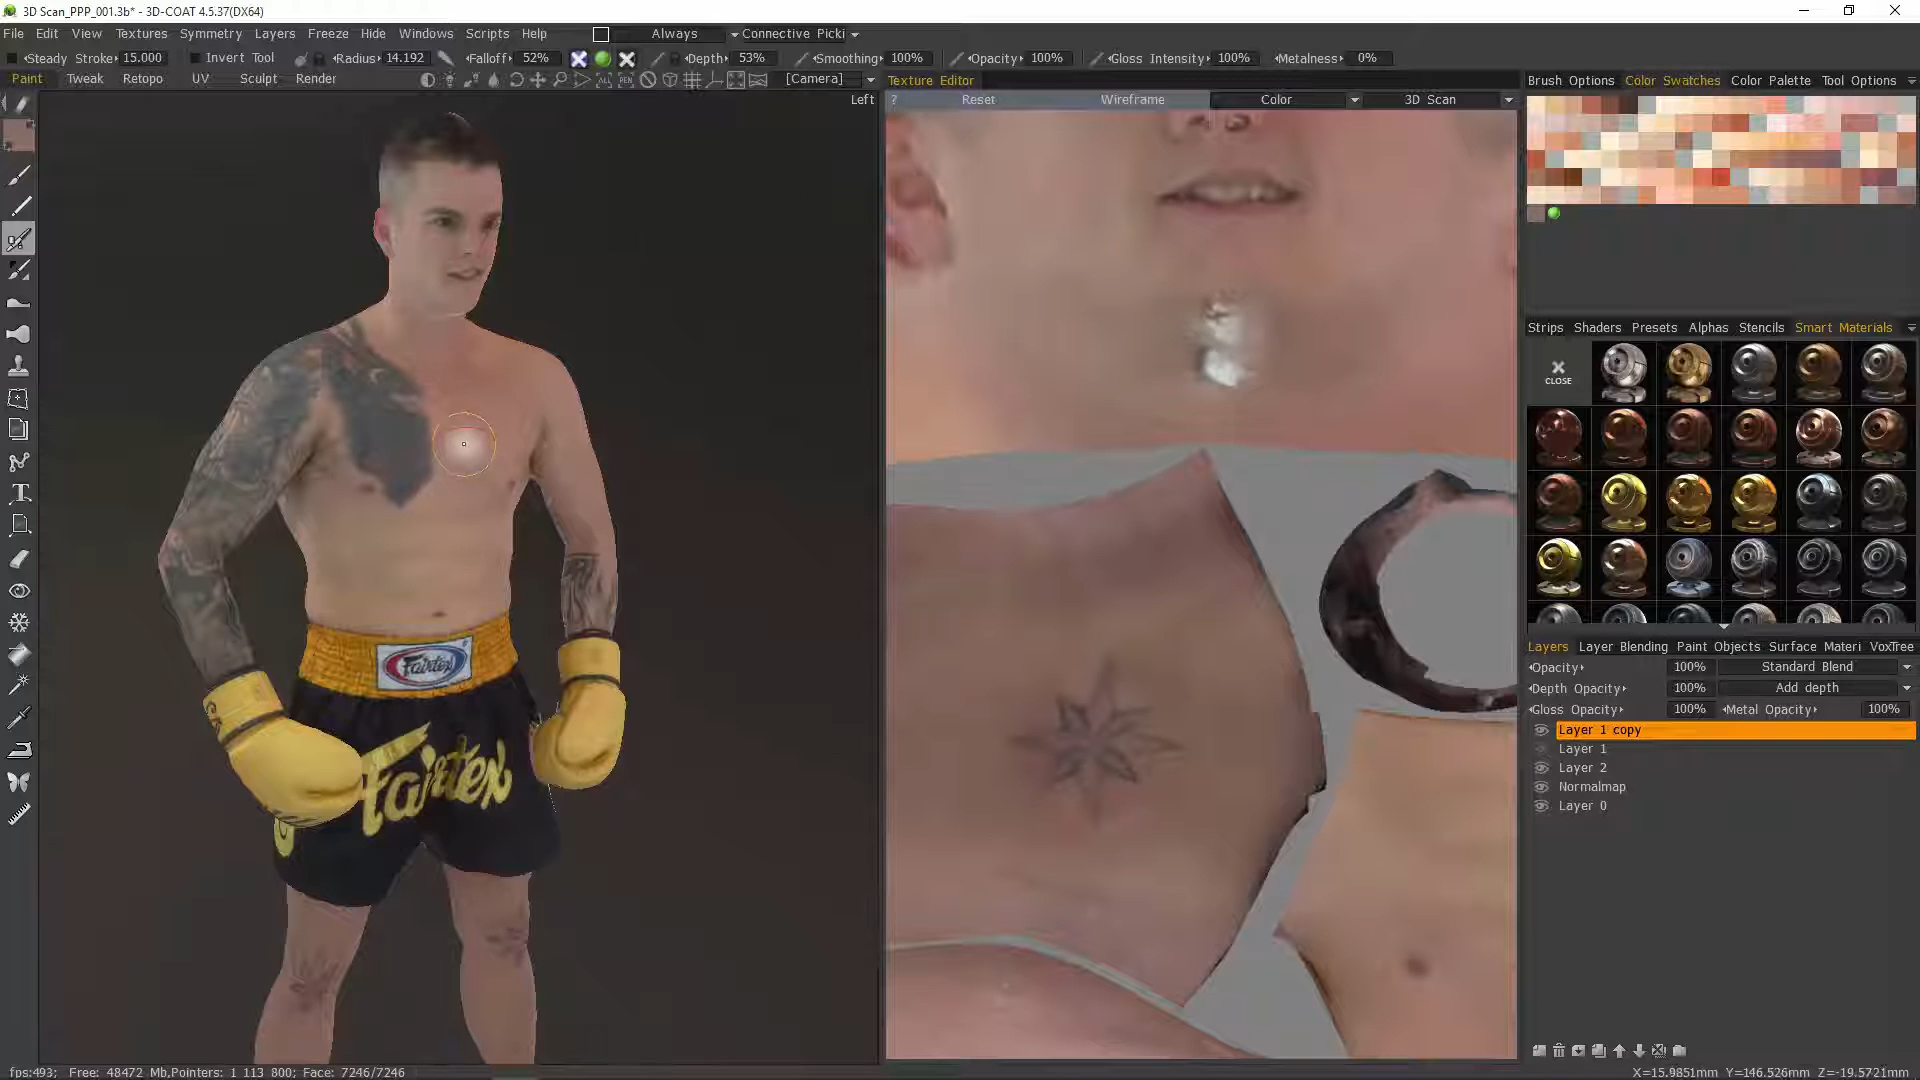 3D Scan_PPP_001.3b* - 3D-COAT 4.5.37(DX64)
File Edit View Textures Symmetry Layers Freeze Hide Windows Scripts Help Always Connective Picki
Steady Stroke 15.000 Invert Tool Radius 14.192 Falloff 52% Depth 53% Smoothing 100% Opacity 100% Gloss Intensity 100% Metalness 0%
Paint Tweak Retopo UV Sculpt Render [Camera]
Left
Texture Editor
? Reset Wireframe Color 3D Scan
Brush Options Color Swatches Color Palette Tool Options
Strips Shaders Presets Alphas Stencils Smart Materials
CLOSE
Layers Layer Blending Paint Objects Surface Materi VoxTree
Opacity 100% Standard Blend
Depth Opacity 100% Add depth
Gloss Opacity 100% Metal Opacity 100%
Layer 1 copy
Layer 1
Layer 2
Normalmap
Layer 0
Fairtex
Fairtex
fps:493; Free: 48472 Mb,Pointers: 1 113 800; Face: 7246/7246
X=15.9851mm Y=146.526mm Z=-19.5721mm